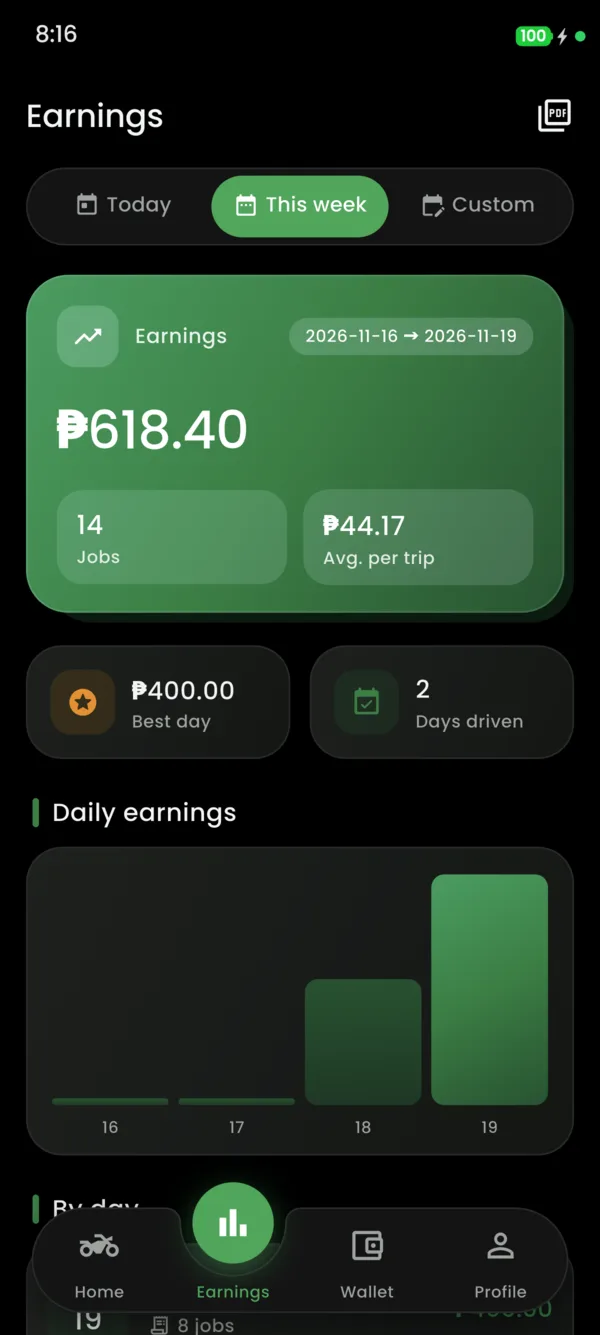 8:16
100
Earnings
PDF
Today
This week
Custom
Earnings
2026-11-16 → 2026-11-19
₱618.40
14
Jobs
₱44.17
Avg. per trip
₱400.00
Best day
2
Days driven
Daily earnings
16
17
18
19
By day
Home
Earnings
Wallet
Profile
19
8 jobs